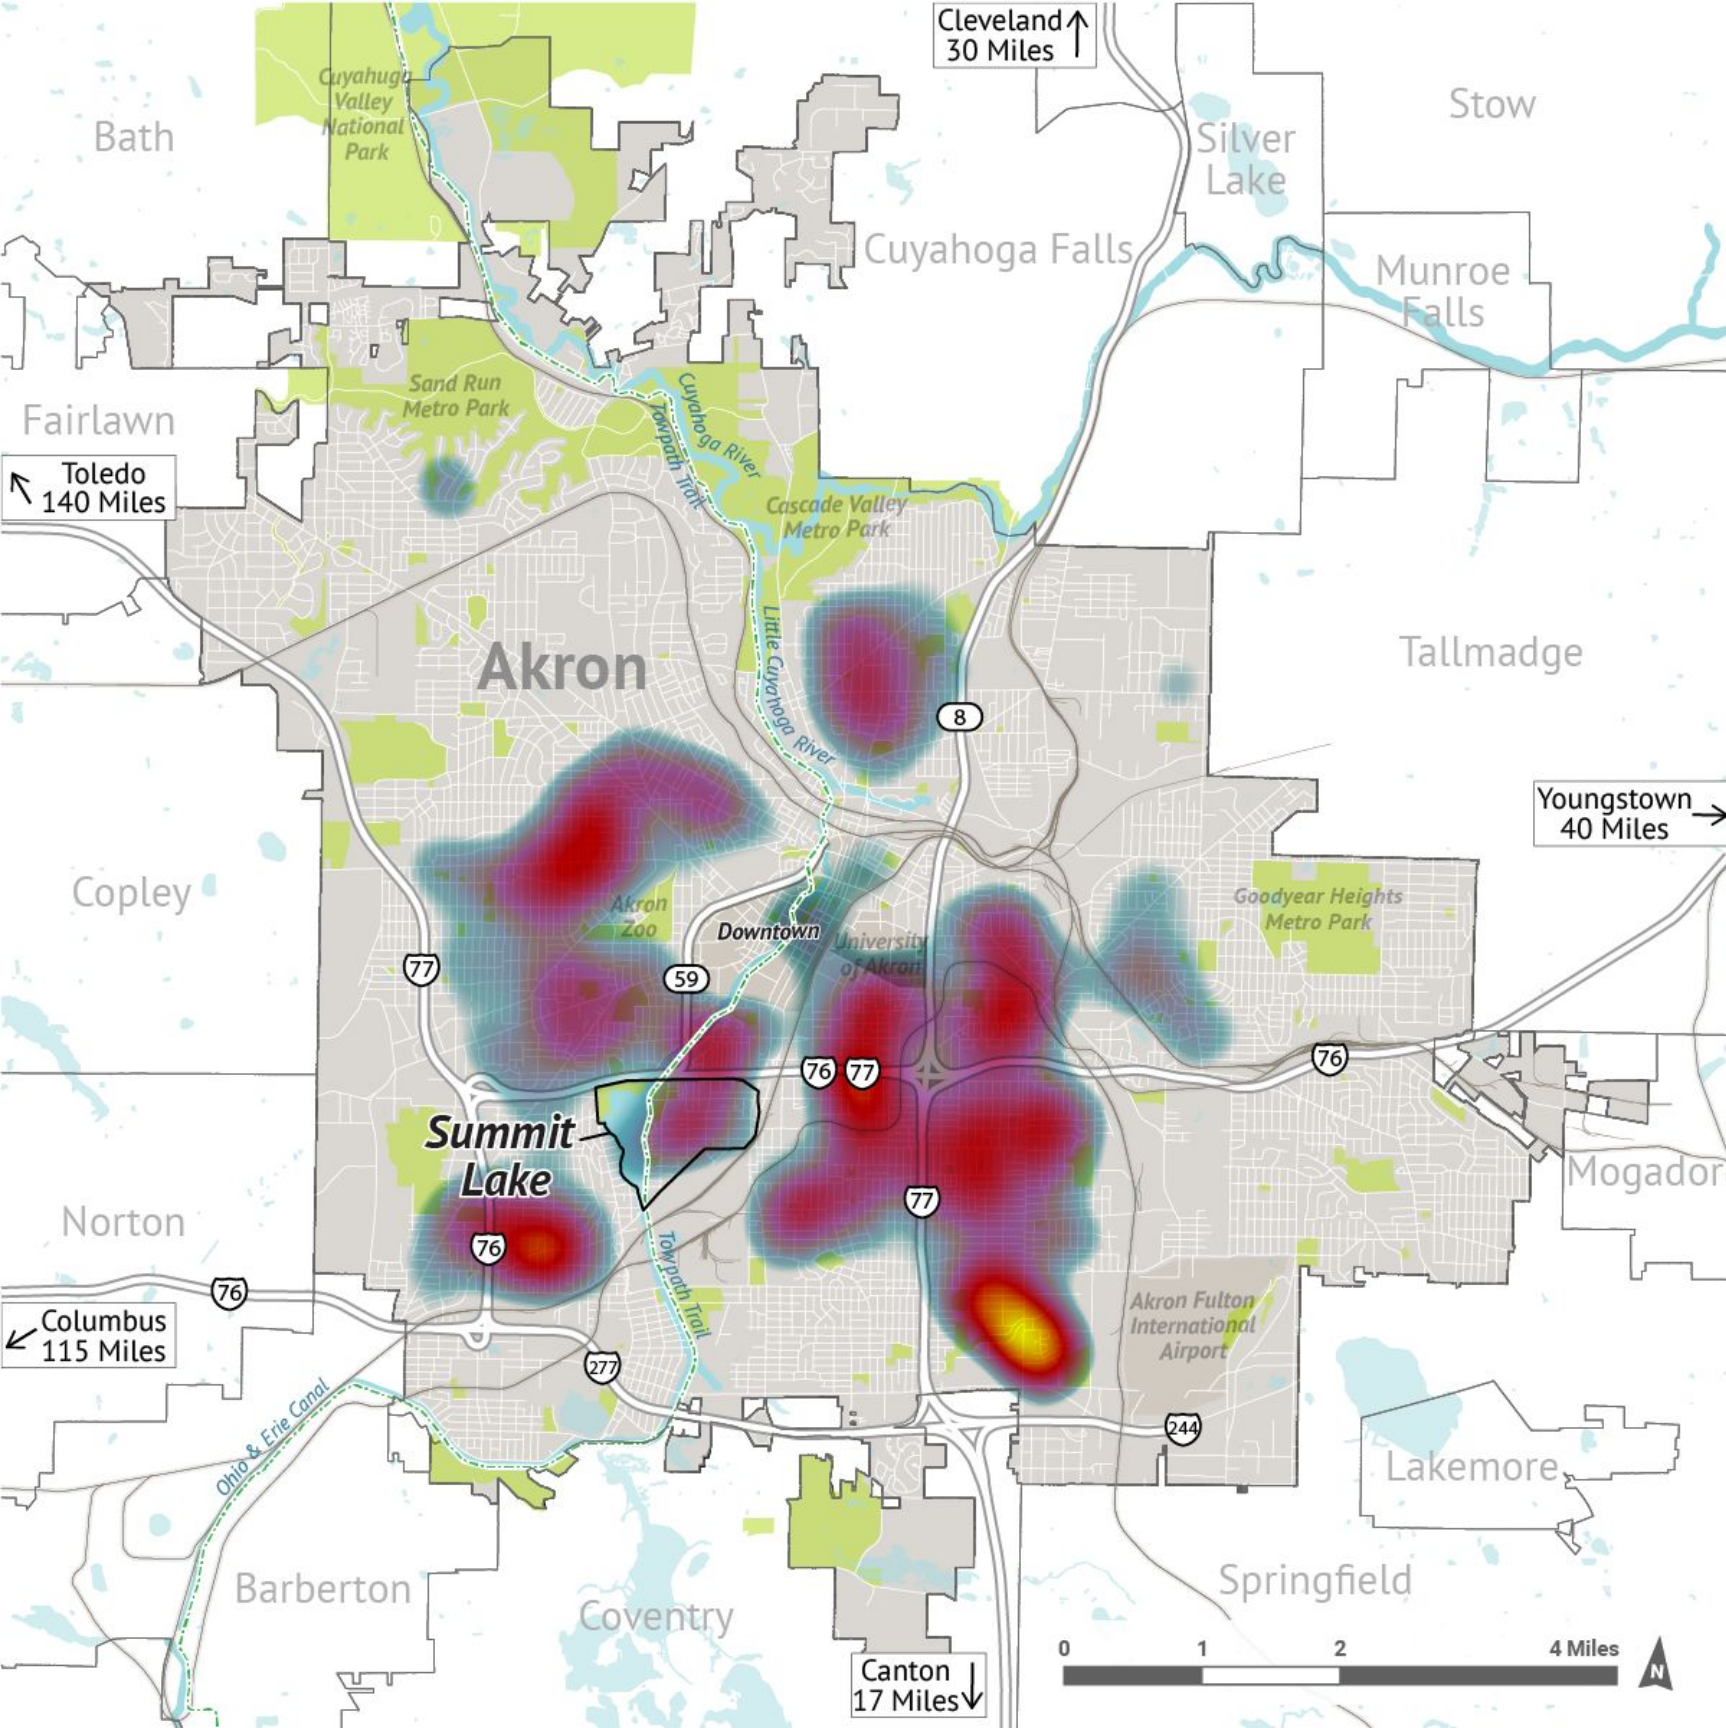 Cleveland
30 Miles
Bath
Cuyahuga
Valley
National
Park
Stow
Silver
Lake
Cuyahoga Falls
Munroe
Falls
Fairlawn
Sand Run
Metro Park
Cuyahoga River
Towpath Trail
Toledo
140 Miles
Cascade Valley
Metro Park
Akron
Little Cuyahoga River
Tallmadge
8
Youngstown
40 Miles
Copley
Akron
Zoo
Downtown
University
of Akron
Goodyear Heights
Metro Park
77
59
76
77
76
Summit
Lake
Mogadore
Norton
76
77
76
Towpath Trail
Columbus
115 Miles
Akron Fulton
International
Airport
277
244
Ohio & Erie Canal
Lakemore
Barberton
Coventry
Springfield
Canton
17 Miles
0 1 2 4 Miles
N